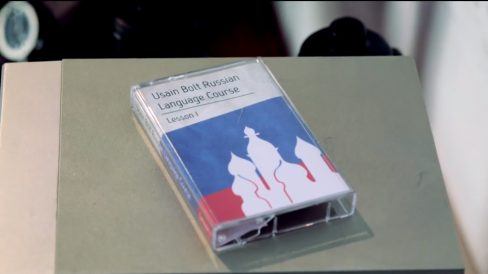 Usain Bolt Russian
Language Course
Lesson 1